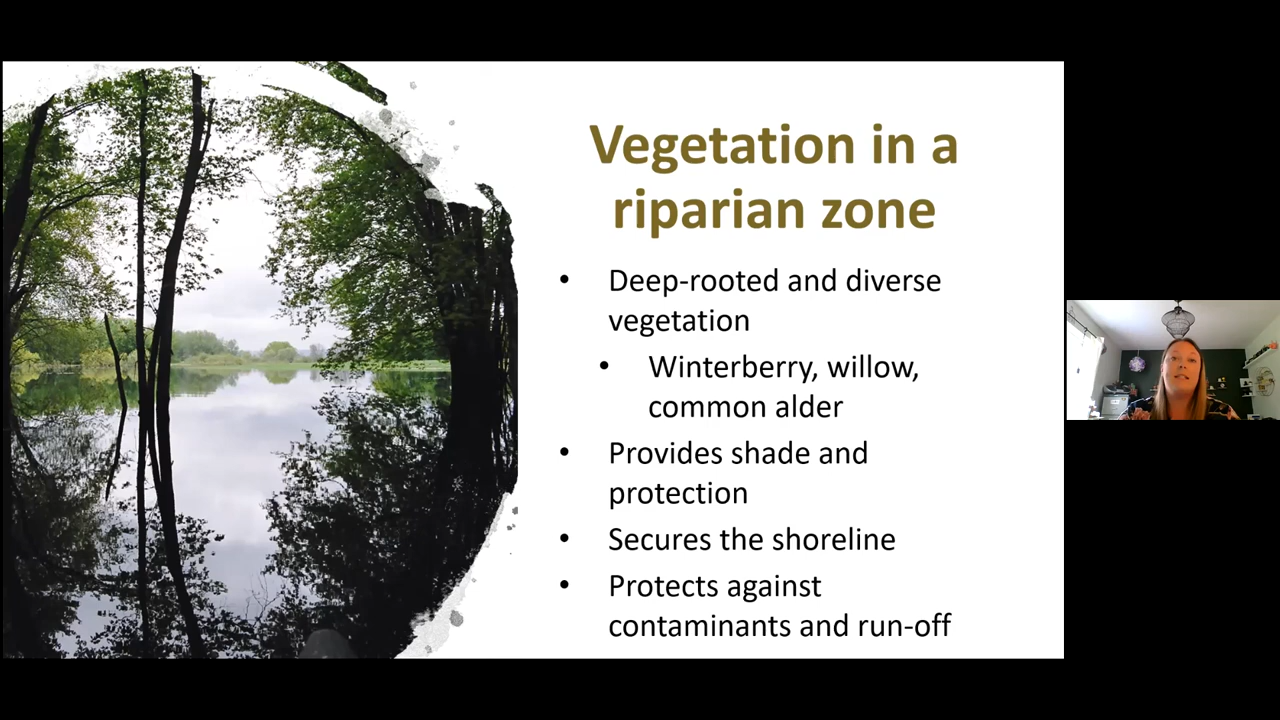 Vegetation in a
riparian zone
• Deep-rooted and diverse
vegetation
• Winterberry, willow,
common alder
• Provides shade and
protection
• Secures the shoreline
• Protects against
contaminants and run-off